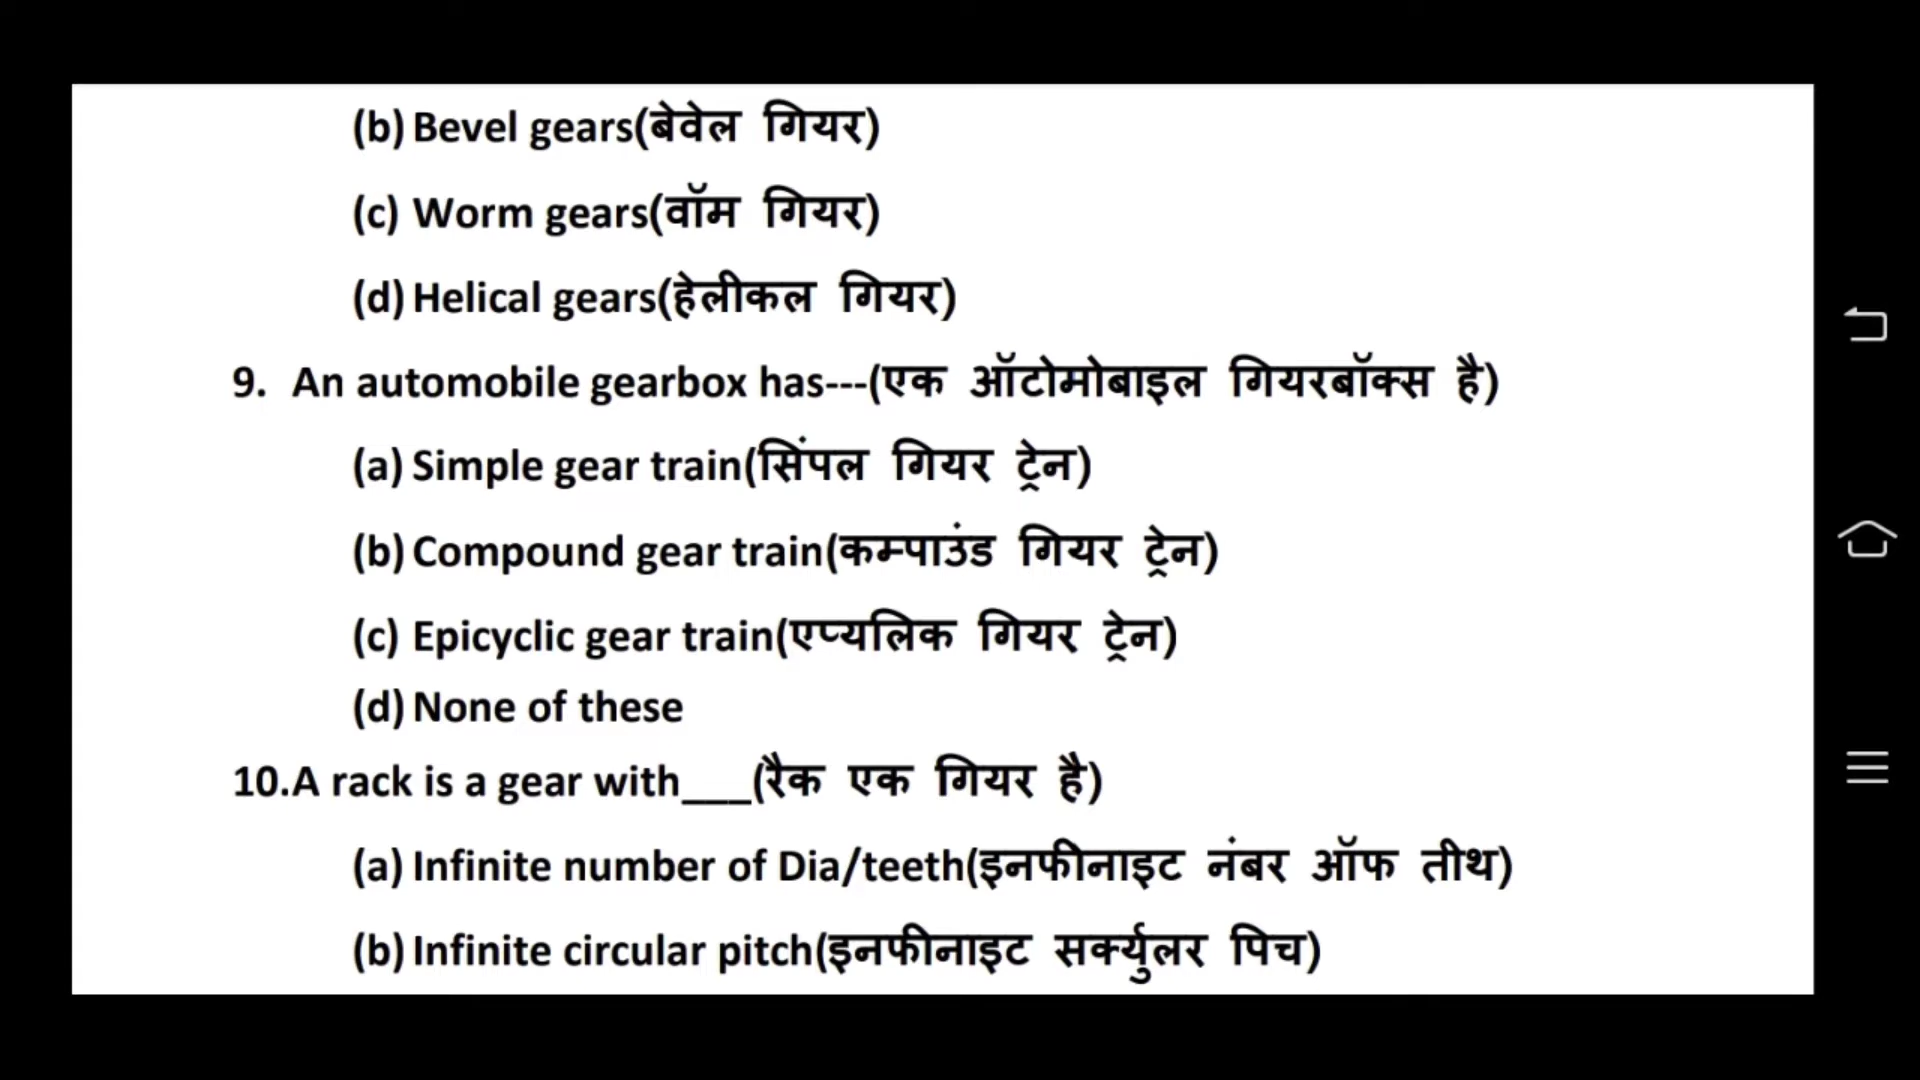 (b) Bevel gears(बेवेल गियर)
(c) Worm gears(वॉम गियर)
(d) Helical gears(हेलीकल गियर)
9. An automobile gearbox has---(एक ऑटोमोबाइल गियरबॉक्स है)
(a) Simple gear train(सिंपल गियर ट्रेन)
(b) Compound gear train(कम्पाउंड गियर ट्रेन)
(c) Epicyclic gear train(एप्यलिक गियर ट्रेन)
(d) None of these
10.A rack is a gear with___(रैक एक गियर है)
(a) Infinite number of Dia/teeth(इनफीनाइट नंबर ऑफ तीथ)
(b) Infinite circular pitch(इनफीनाइट सर्क्युलर पिच)